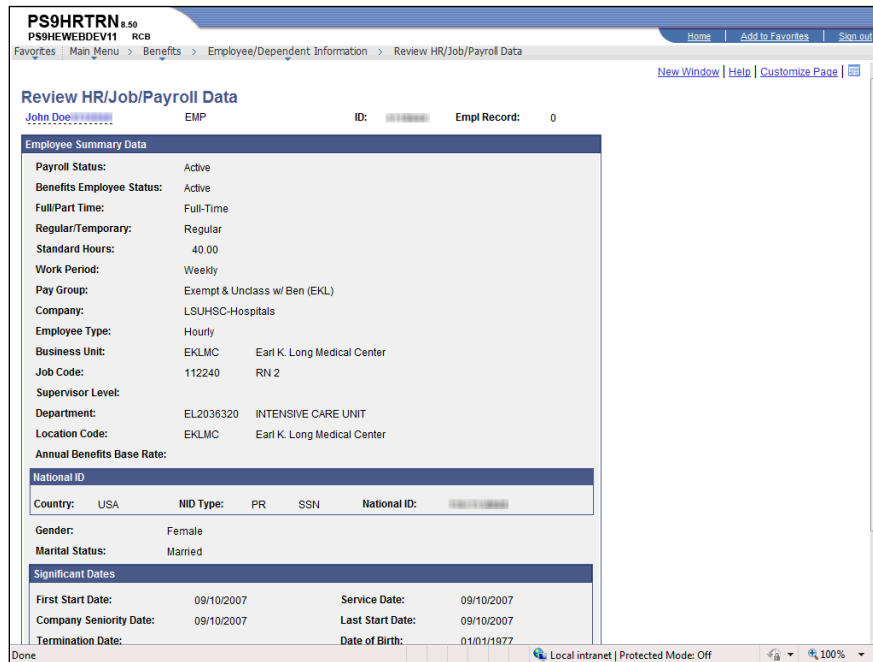 PS9HRTRN 8.50
PS9HEWEBDEV11 RCB
Home | Add to Favorites | Sign out
Favorites Main Menu > Benefits > Employee/Dependent Information > Review HR/Job/Payroll Data
New Window | Help | Customize Page |
Review HR/Job/Payroll Data
John Doe EMP ID: Empl Record: 0
Employee Summary Data
Payroll Status: Active
Benefits Employee Status: Active
Full/Part Time: Full-Time
Regular/Temporary: Regular
Standard Hours: 40.00
Work Period: Weekly
Pay Group: Exempt & Unclass w/ Ben (EKL)
Company: LSUHSC-Hospitals
Employee Type: Hourly
Business Unit: EKLMC Earl K. Long Medical Center
Job Code: 112240 RN 2
Supervisor Level:
Department: EL2036320 INTENSIVE CARE UNIT
Location Code: EKLMC Earl K. Long Medical Center
Annual Benefits Base Rate:
National ID
Country: USA NID Type: PR SSN National ID:
Gender: Female
Marital Status: Married
Significant Dates
First Start Date: 09/10/2007 Service Date: 09/10/2007
Company Seniority Date: 09/10/2007 Last Start Date: 09/10/2007
Termination Date: Date of Birth: 01/01/1977
Done Local intranet | Protected Mode: Off 100%